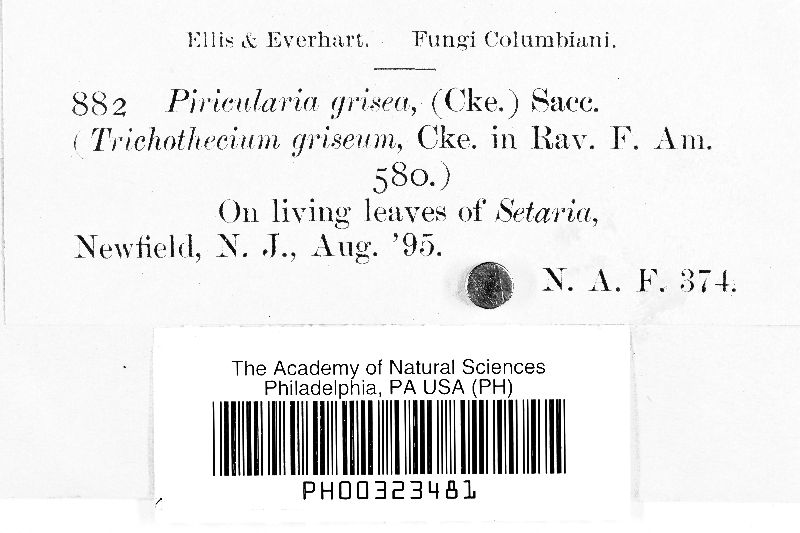 Ellis & Everhart. Fungi Columbiani.
882 Piricularia grisea, (Cke.) Sacc.
(Trichothecium griseum, Cke. in Rav. F. Am.
580.)
On living leaves of Setaria,
Newfield, N. J., Aug. '95.
N. A. F. 374.
The Academy of Natural Sciences
Philadelphia, PA USA (PH)
PH00323481